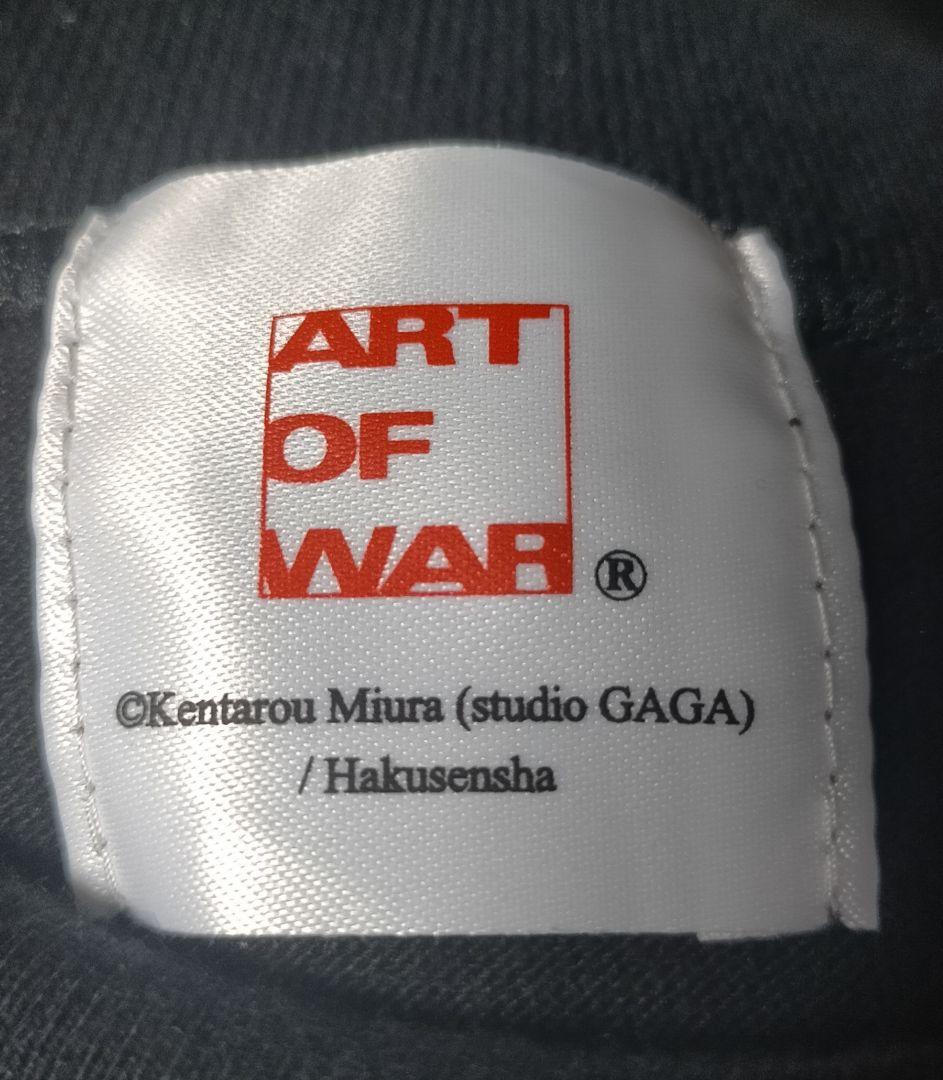 ART
OF
WAR
®
©Kentarou Miura (studio GAGA)
/ Hakusensha